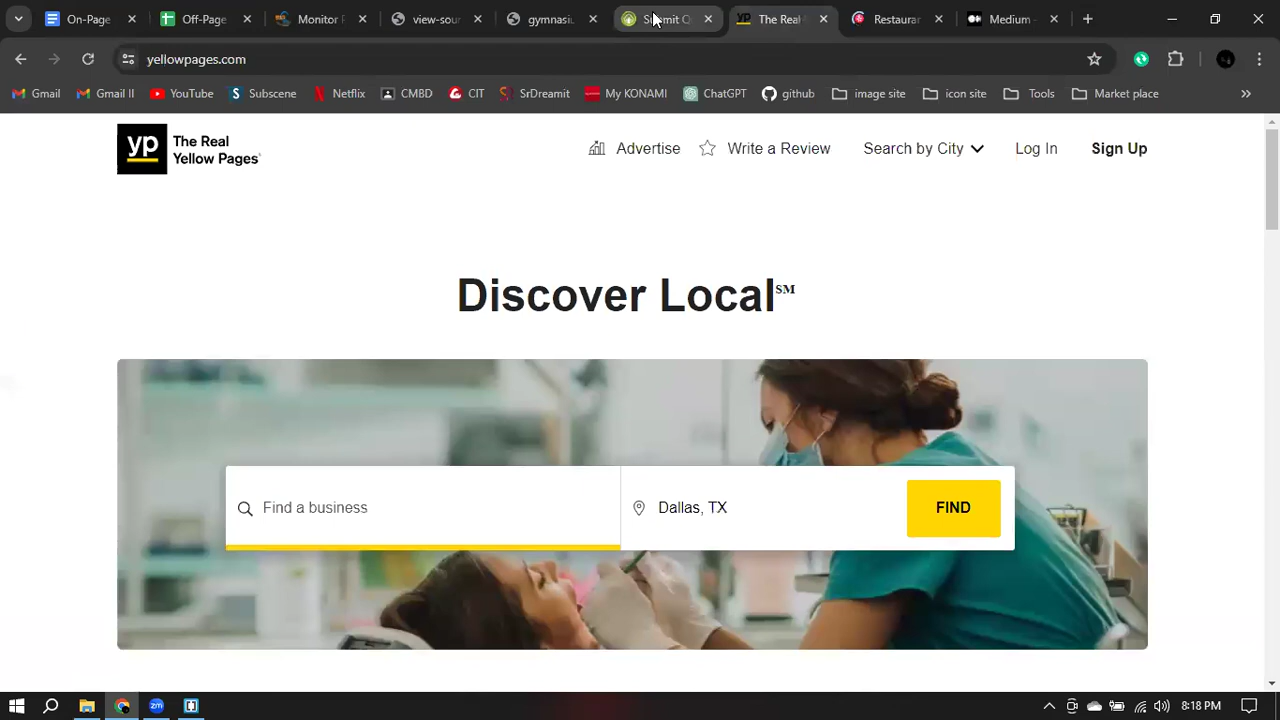 On-Page
Off-Page
Monitor
view-sour
gymnasiu
The Real
Restaurar
Medium -
yellowpages.com
Gmail
Gmail II
YouTube
Subscene
Netflix
CMBD
CIT
SrDreamit
My KONAMI
ChatGPT
github
image site
icon site
Tools
Market place
yp
The Real
Yellow Pages
Advertise
Write a Review
Search by City
Log In
Sign Up
Discover Local℠
Find a business
Dallas, TX
FIND
8:18 PM